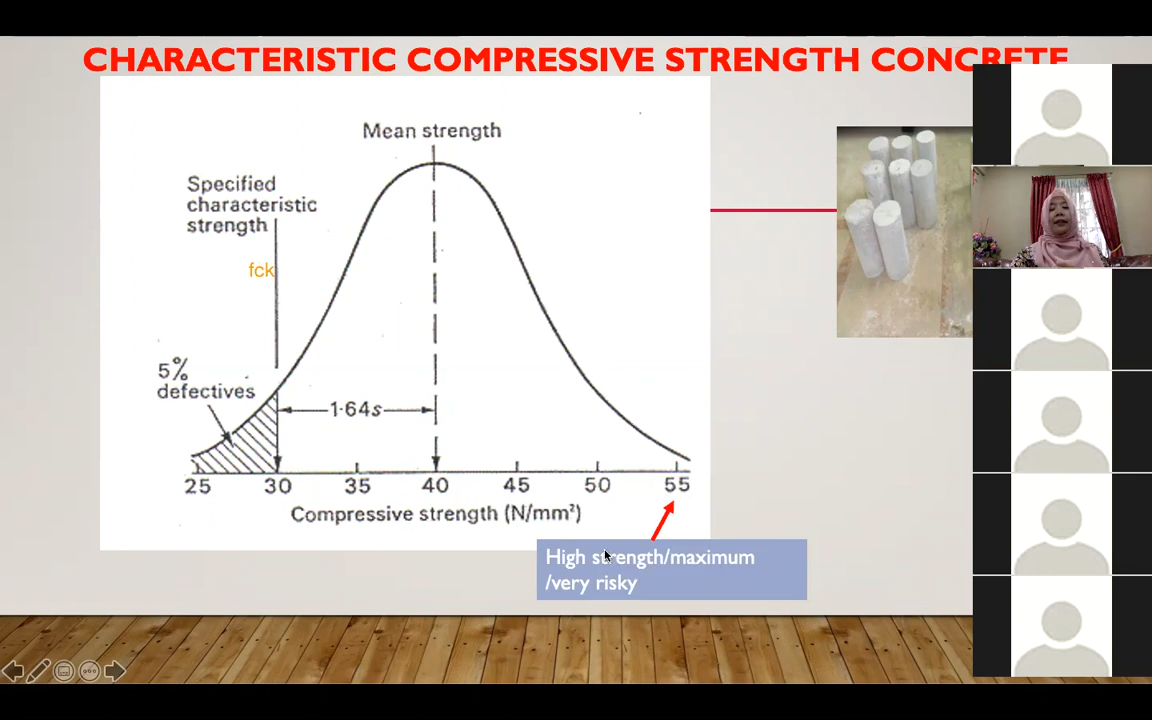 CHARACTERISTIC COMPRESSIVE STRENGTH CONCRETE
Mean strength
Specified
characteristic
strength
fck
5%
defectives
1·64s
25 30 35 40 45 50 55
Compressive strength (N/mm²)
High strength/maximum
/very risky